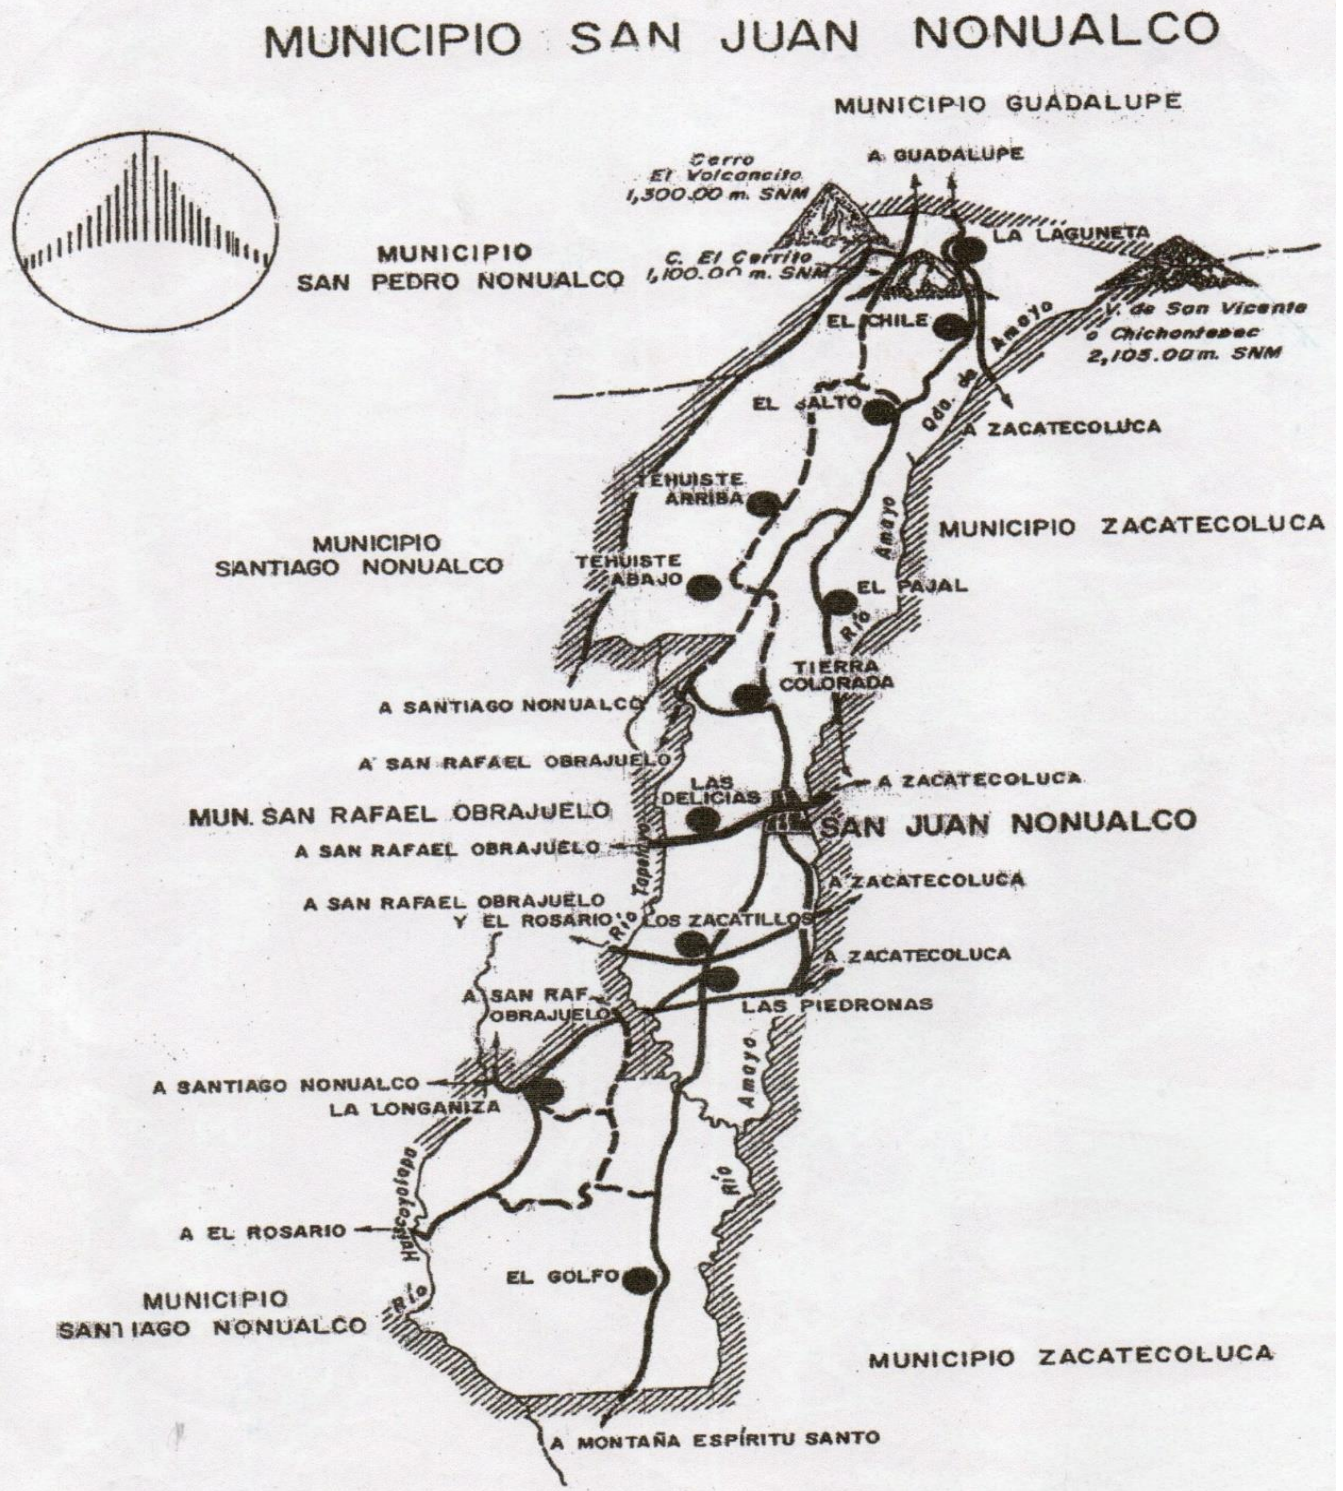 MUNICIPIO SAN JUAN NONUALCO
MUNICIPIO GUADALUPE
A GUADALUPE
Cerro
El Volcancito
1,300.00 m. SNM
LA LAGUNETA
MUNICIPIO
SAN PEDRO NONUALCO
C. El Cerrito
1,100.00 m. SNM
V. de San Vicente
o Chichontepec
2,105.00 m. SNM
EL CHILE
Qda. de Amayo
EL SALTO
A ZACATECOLUCA
TEHUISTE
ARRIBA
MUNICIPIO ZACATECOLUCA
Río Amayo
MUNICIPIO
SANTIAGO NONUALCO
TEHUISTE
ABAJO
EL PAJAL
TIERRA
COLORADA
A SANTIAGO NONUALCO
A SAN RAFAEL OBRAJUELO
A ZACATECOLUCA
LAS
DELICIAS
MUN. SAN RAFAEL OBRAJUELO
SAN JUAN NONUALCO
A SAN RAFAEL OBRAJUELO
Río
A ZACATECOLUCA
A SAN RAFAEL OBRAJUELO
Y EL ROSARIO
LOS ZACATILLOS
A ZACATECOLUCA
A SAN RAF.
OBRAJUELO
LAS PIEDRONAS
Río Amayo
A SANTIAGO NONUALCO
LA LONGANIZA
Río
A EL ROSARIO
EL GOLFO
MUNICIPIO
SANTIAGO NONUALCO
MUNICIPIO ZACATECOLUCA
A MONTAÑA ESPÍRITU SANTO